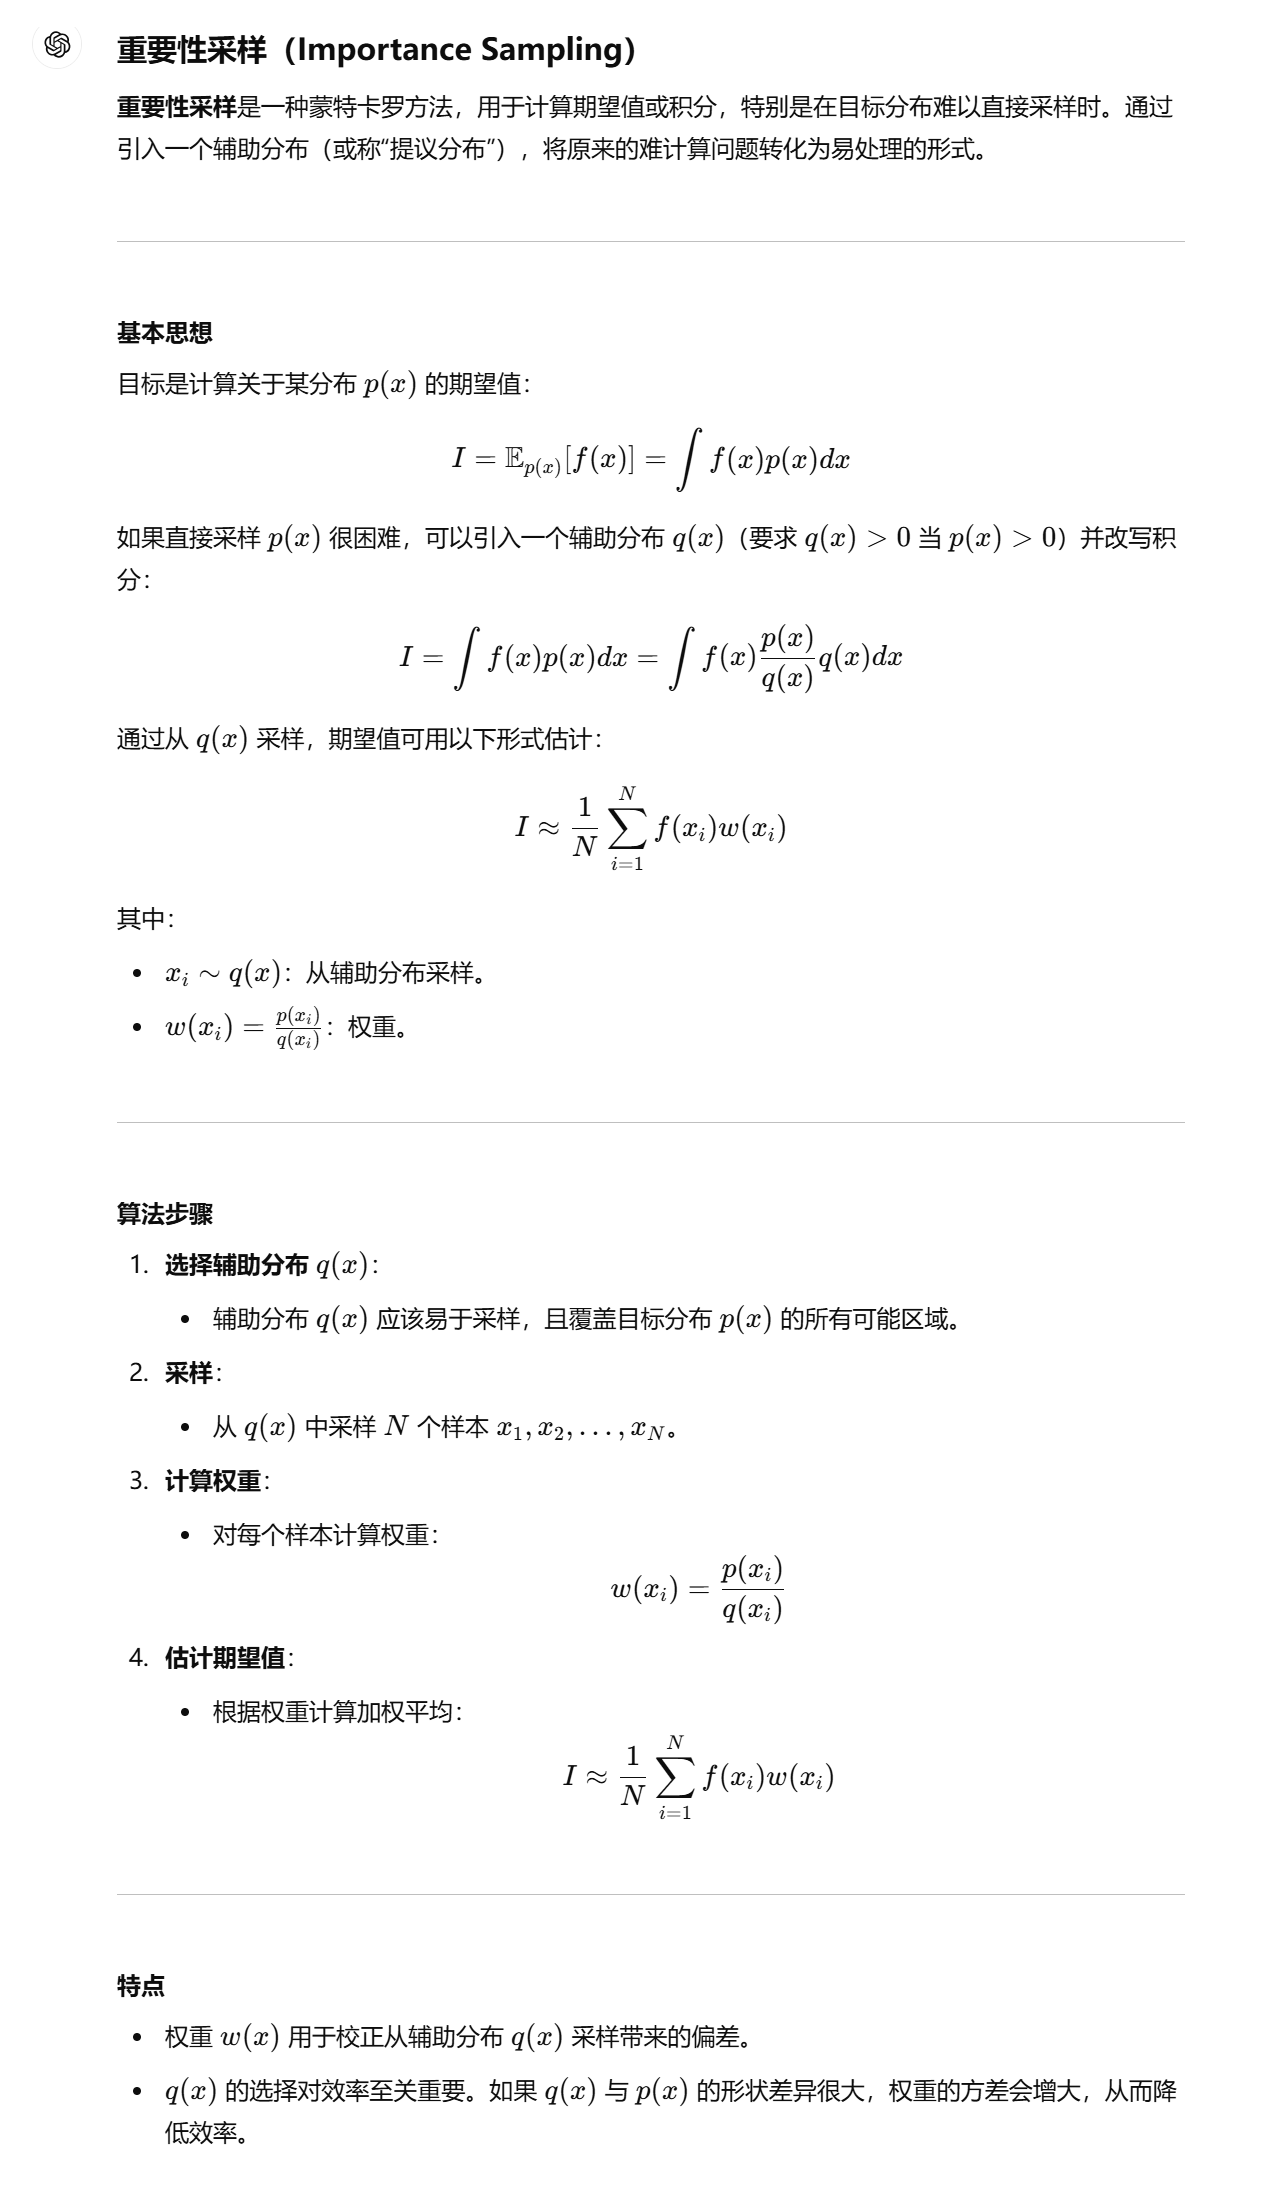 重要性采样（Importance Sampling）
重要性采样是一种蒙特卡罗方法，用于计算期望值或积分，特别是在目标分布难以直接采样时。通过
引入一个辅助分布（或称“提议分布”），将原来的难计算问题转化为易处理的形式。
基本思想
目标是计算关于某分布 p(x) 的期望值：
I = 𝔼_{p(x)}[f(x)] = ∫ f(x)p(x)dx
如果直接采样 p(x) 很困难，可以引入一个辅助分布 q(x)（要求 q(x) > 0 当 p(x) > 0）并改写积
分：
I = ∫ f(x)p(x)dx = ∫ f(x) \frac{p(x)}{q(x)} q(x)dx
通过从 q(x) 采样，期望值可用以下形式估计：
I ≈ \frac{1}{N} \sum_{i=1}^{N} f(x_i)w(x_i)
其中：
• x_i ∼ q(x)：从辅助分布采样。
• w(x_i) = \frac{p(x_i)}{q(x_i)}：权重。
算法步骤
1. 选择辅助分布 q(x)：
• 辅助分布 q(x) 应该易于采样，且覆盖目标分布 p(x) 的所有可能区域。
2. 采样：
• 从 q(x) 中采样 N 个样本 x_1, x_2, …, x_N。
3. 计算权重：
• 对每个样本计算权重：
w(x_i) = \frac{p(x_i)}{q(x_i)}
4. 估计期望值：
• 根据权重计算加权平均：
I ≈ \frac{1}{N} \sum_{i=1}^{N} f(x_i)w(x_i)
特点
• 权重 w(x) 用于校正从辅助分布 q(x) 采样带来的偏差。
• q(x) 的选择对效率至关重要。如果 q(x) 与 p(x) 的形状差异很大，权重的方差会增大，从而降
低效率。